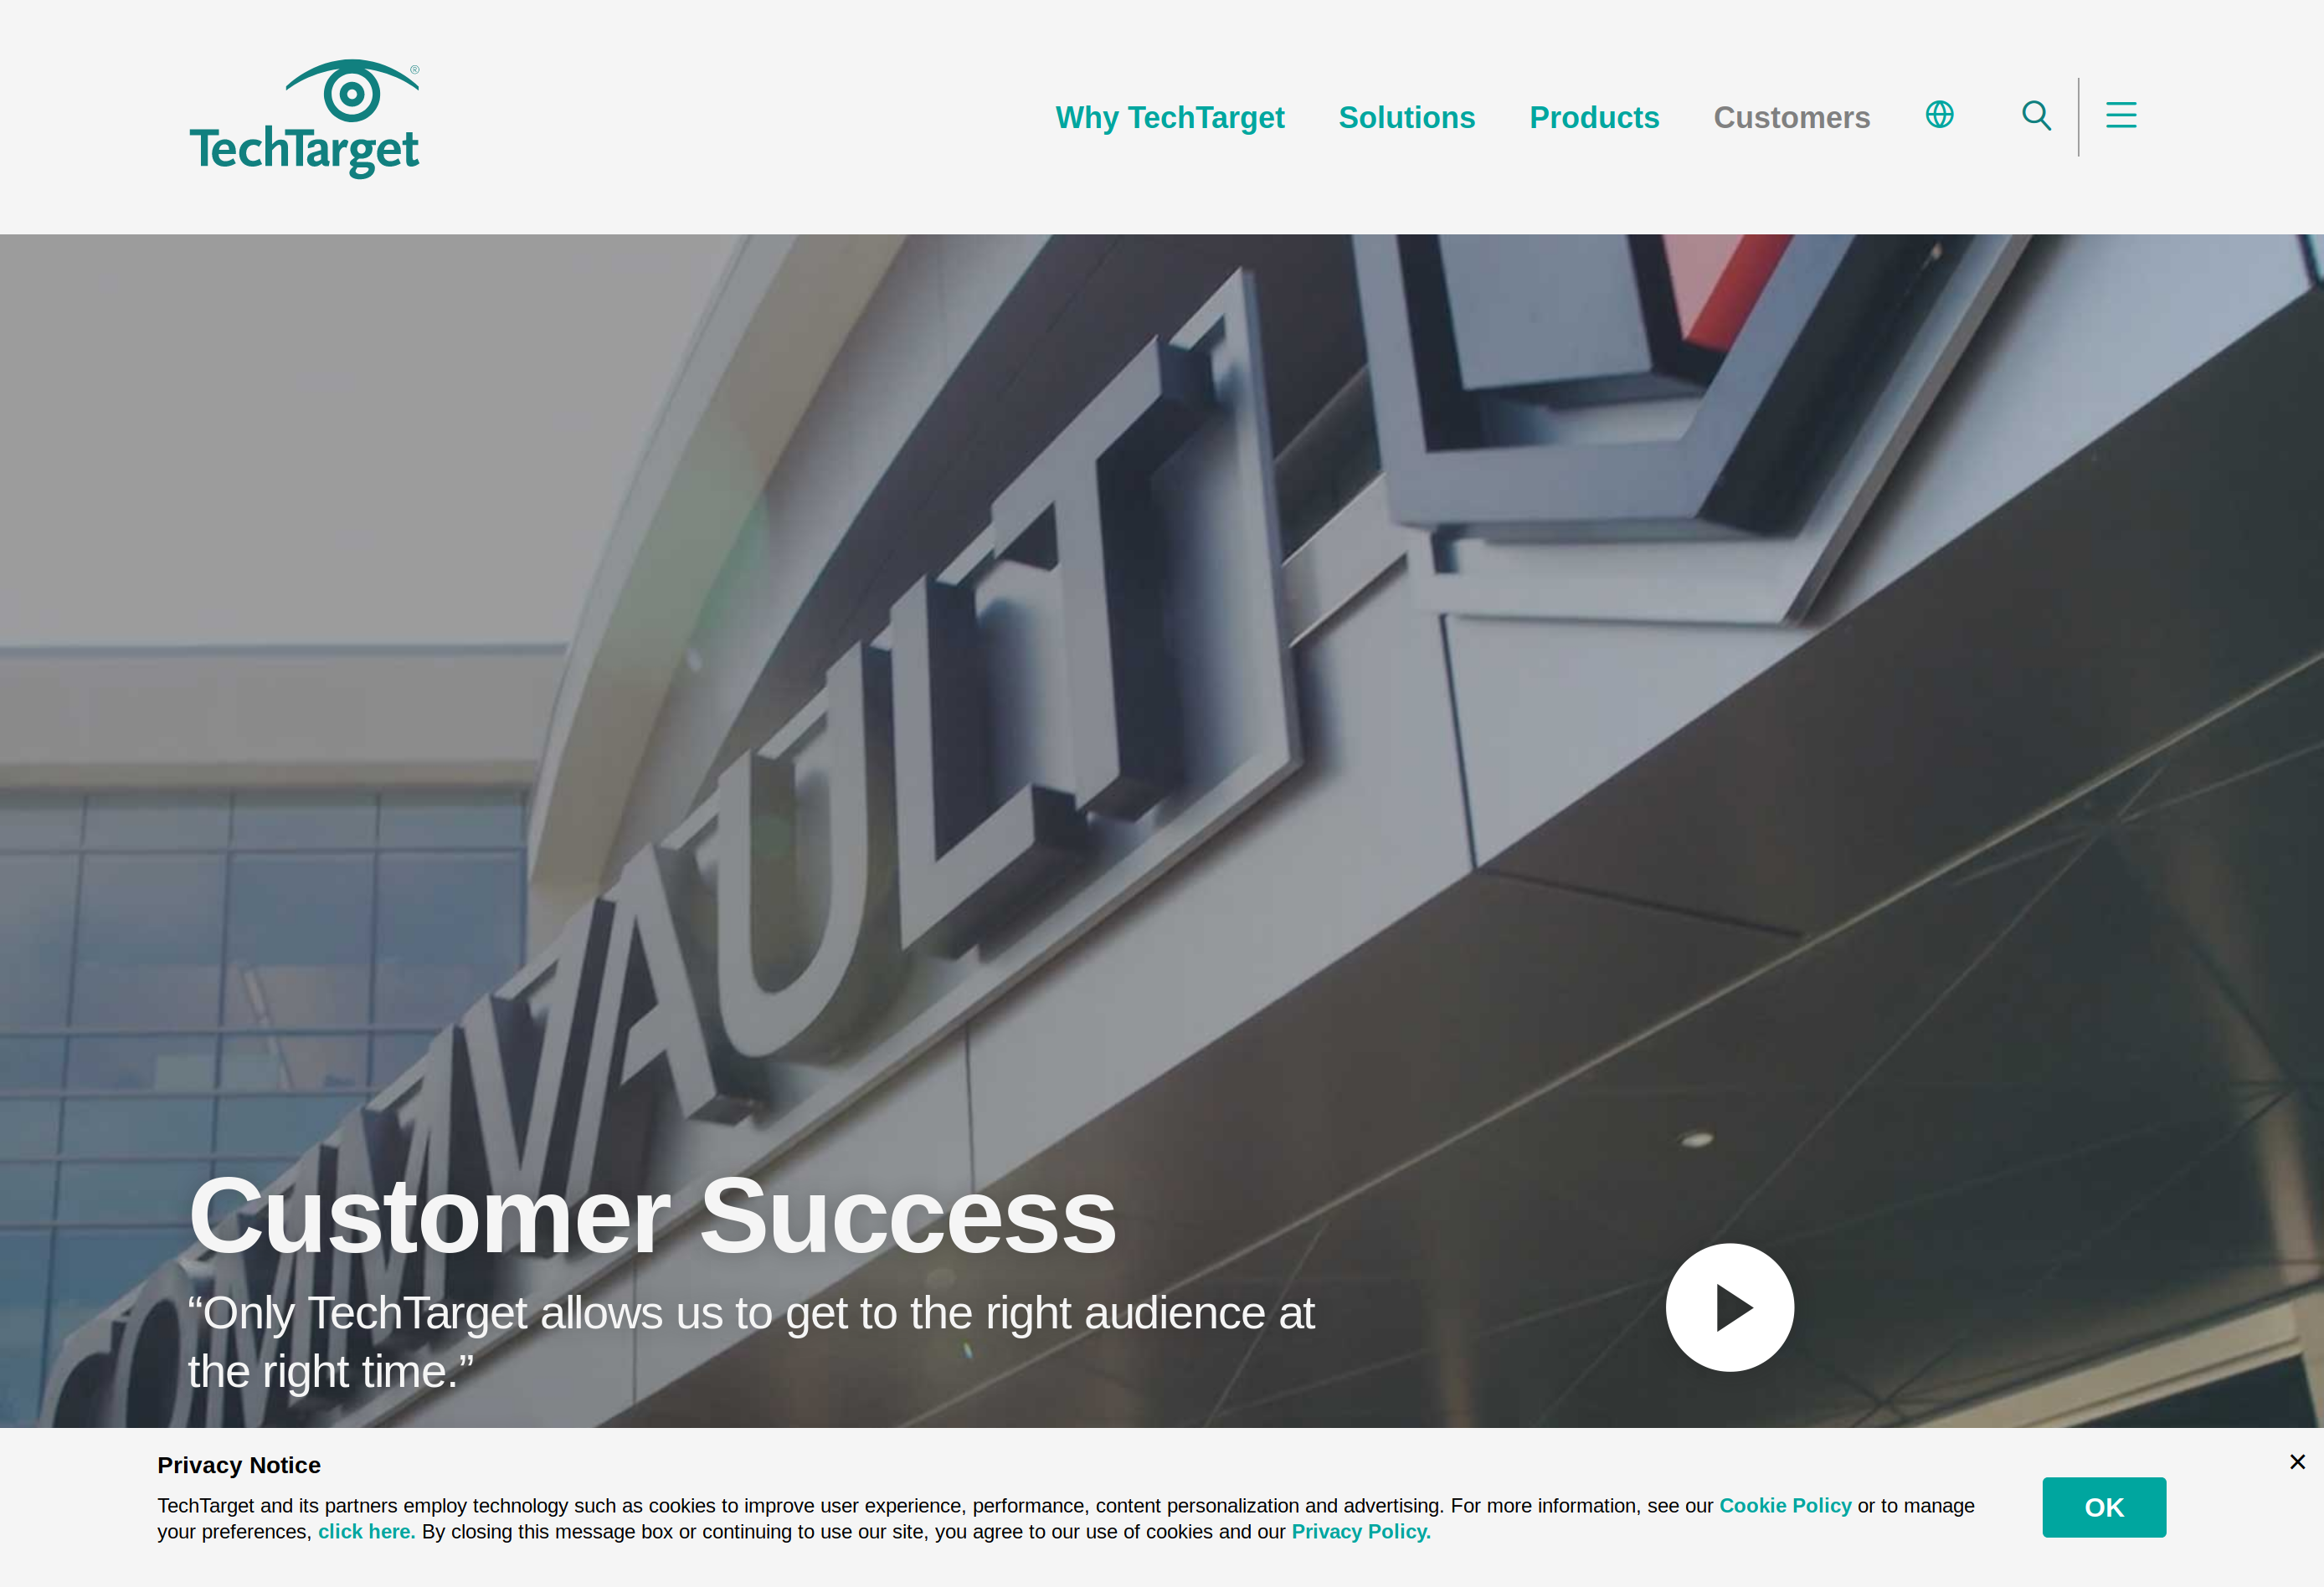 TechTarget®
Why TechTarget Solutions Products Customers
COMMVAULT
Customer Success
“Only TechTarget allows us to get to the right audience at
the right time.”
Privacy Notice
×
TechTarget and its partners employ technology such as cookies to improve user experience, performance, content personalization and advertising. For more information, see our Cookie Policy or to manage
your preferences, click here. By closing this message box or continuing to use our site, you agree to our use of cookies and our Privacy Policy.
OK